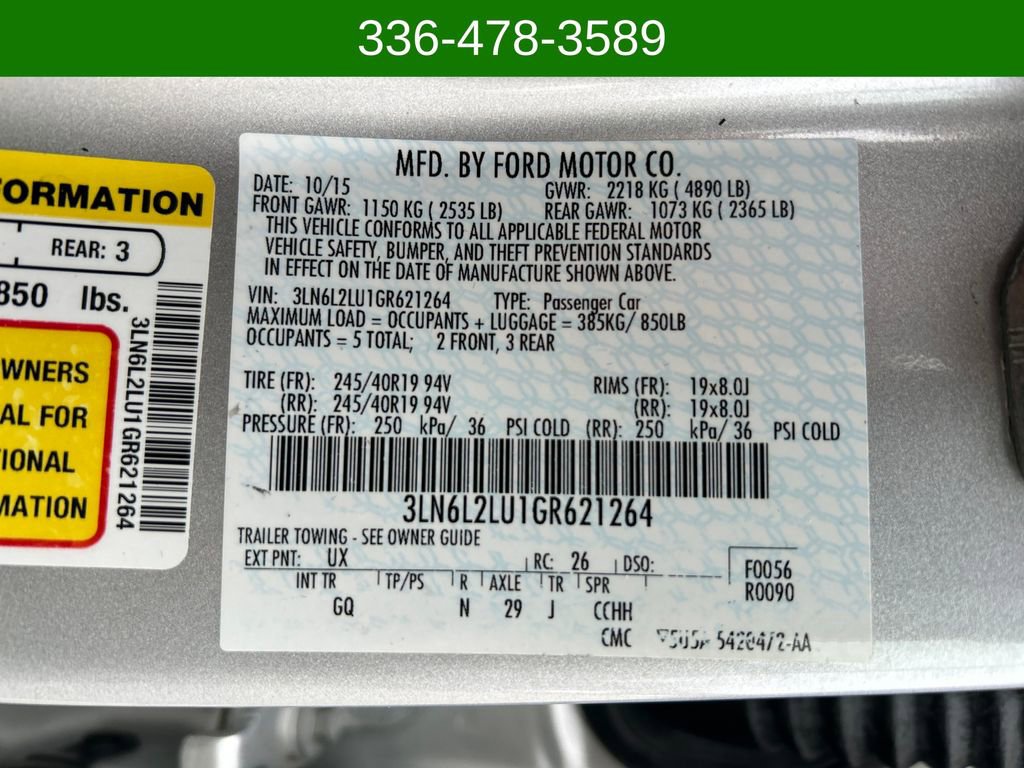 336-478-3589
FORMATION
REAR: 3
850 lbs.
WNERS
AL FOR
TIONAL
MATION
3LN6L2LU1GR621264
MFD. BY FORD MOTOR CO.
DATE: 10/15 GVWR: 2218 KG ( 4890 LB)
FRONT GAWR: 1150 KG ( 2535 LB) REAR GAWR: 1073 KG ( 2365 LB)
THIS VEHICLE CONFORMS TO ALL APPLICABLE FEDERAL MOTOR
VEHICLE SAFETY, BUMPER, AND THEFT PREVENTION STANDARDS
IN EFFECT ON THE DATE OF MANUFACTURE SHOWN ABOVE.
VIN: 3LN6L2LU1GR621264 TYPE: Passenger Car
MAXIMUM LOAD = OCCUPANTS + LUGGAGE = 385KG/ 850LB
OCCUPANTS = 5 TOTAL; 2 FRONT, 3 REAR
TIRE (FR): 245/40R19 94V RIMS (FR): 19x8.0J
(RR): 245/40R19 94V (RR): 19x8.0J
PRESSURE (FR): 250 kPa/ 36 PSI COLD (RR): 250 kPa/ 36 PSI COLD
3LN6L2LU1GR621264
TRAILER TOWING - SEE OWNER GUIDE
EXT PNT: UX RC: 26 DSO: F0056
INT TR TP/PS R AXLE TR SPR R0090
GQ N 29 J CCHH
CMC